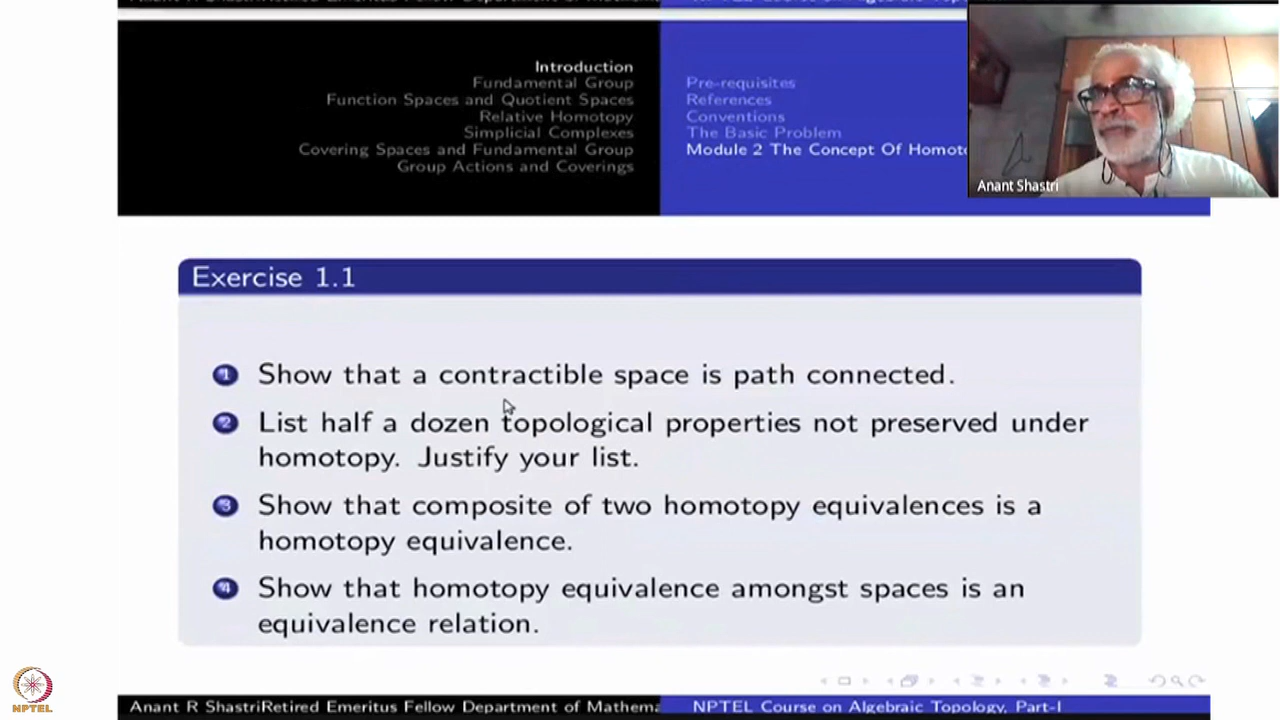 Introduction
Fundamental Group
Function Spaces and Quotient Spaces
Relative Homotopy
Simplicial Complexes
Covering Spaces and Fundamental Group
Group Actions and Coverings
Pre-requisites
References
Conventions
The Basic Problem
Module 2 The Concept Of
Anant Shastri
Exercise 1.1
1 Show that a contractible space is path connected.
2 List half a dozen topological properties not preserved under
homotopy. Justify your list.
3 Show that composite of two homotopy equivalences is a
homotopy equivalence.
4 Show that homotopy equivalence amongst spaces is an
equivalence relation.
NPTEL
Anant R ShastriRetired Emeritus Fellow Department of Mathema
NPTEL Course on Algebraic Topology, Part-I